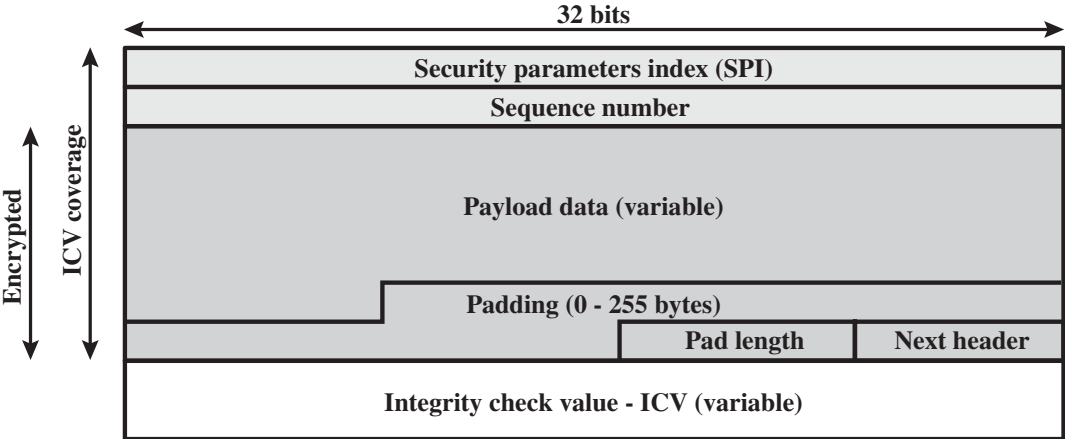 32 bits
Security parameters index (SPI)
Sequence number
Encrypted
ICV coverage
Payload data (variable)
Padding (0 - 255 bytes)
Pad length
Next header
Integrity check value - ICV (variable)